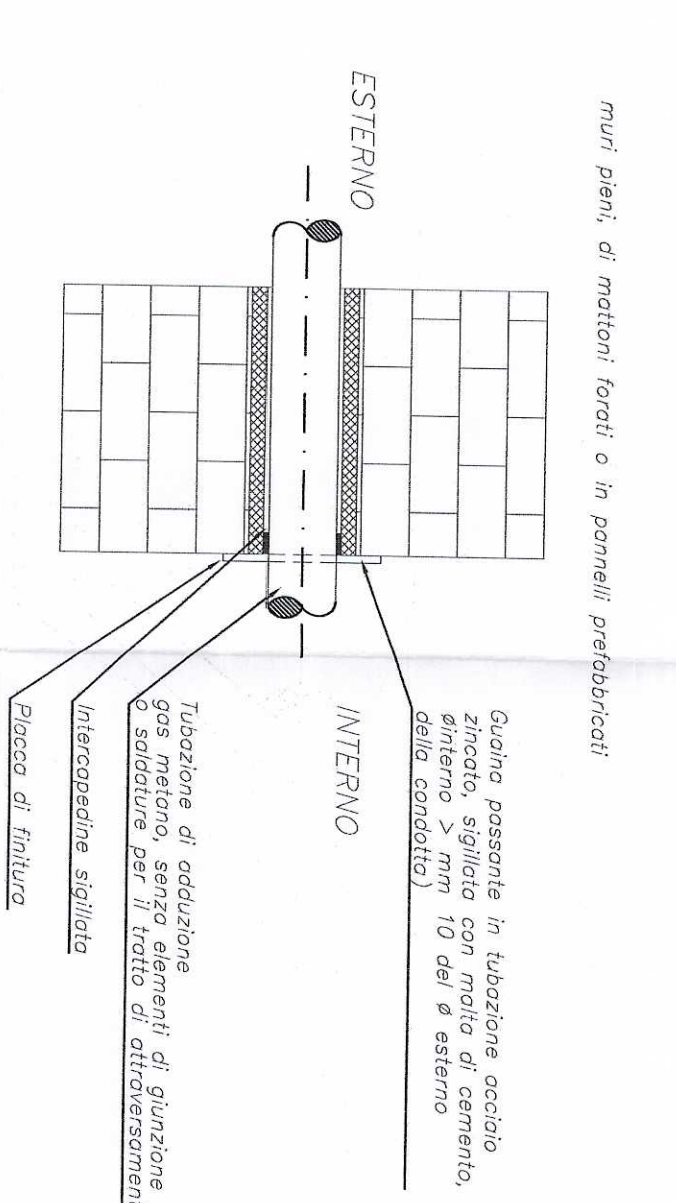 muri pieni, di mattoni forati o in pannelli prefabbricati
ESTERNO
INTERNO
Guaina passante in tubazione acciaio
zincato, sigillata con malta di cemento,
øinterno > mm 10 del ø esterno
della condotta)
Tubazione di adduzione
gas metano, senza elementi di giunzione
o saldature per il tratto di attraversamen
Intercapedine sigillata
Placca di finitura